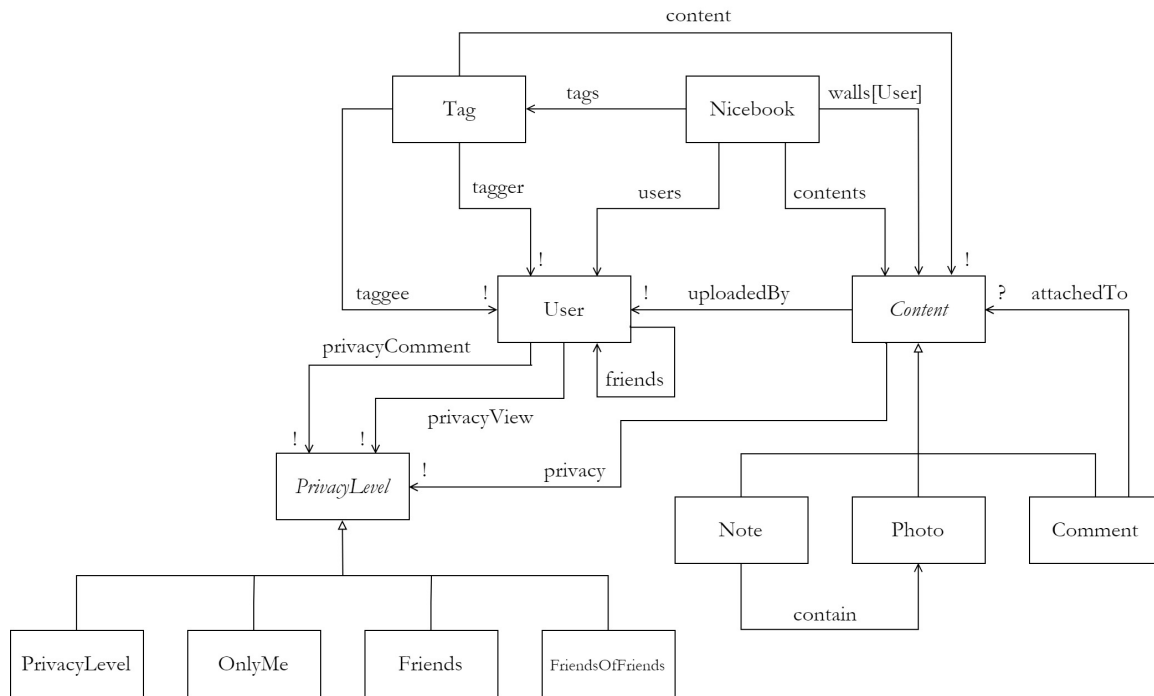 content
Tag
tags
Nicebook
walls[User]
tagger
users
contents
!
!
taggee
!
User
!
uploadedBy
Content
?
attachedTo
privacyComment
friends
privacyView
!
!
PrivacyLevel
!
privacy
Note
Photo
Comment
contain
PrivacyLevel
OnlyMe
Friends
FriendsOfFriends